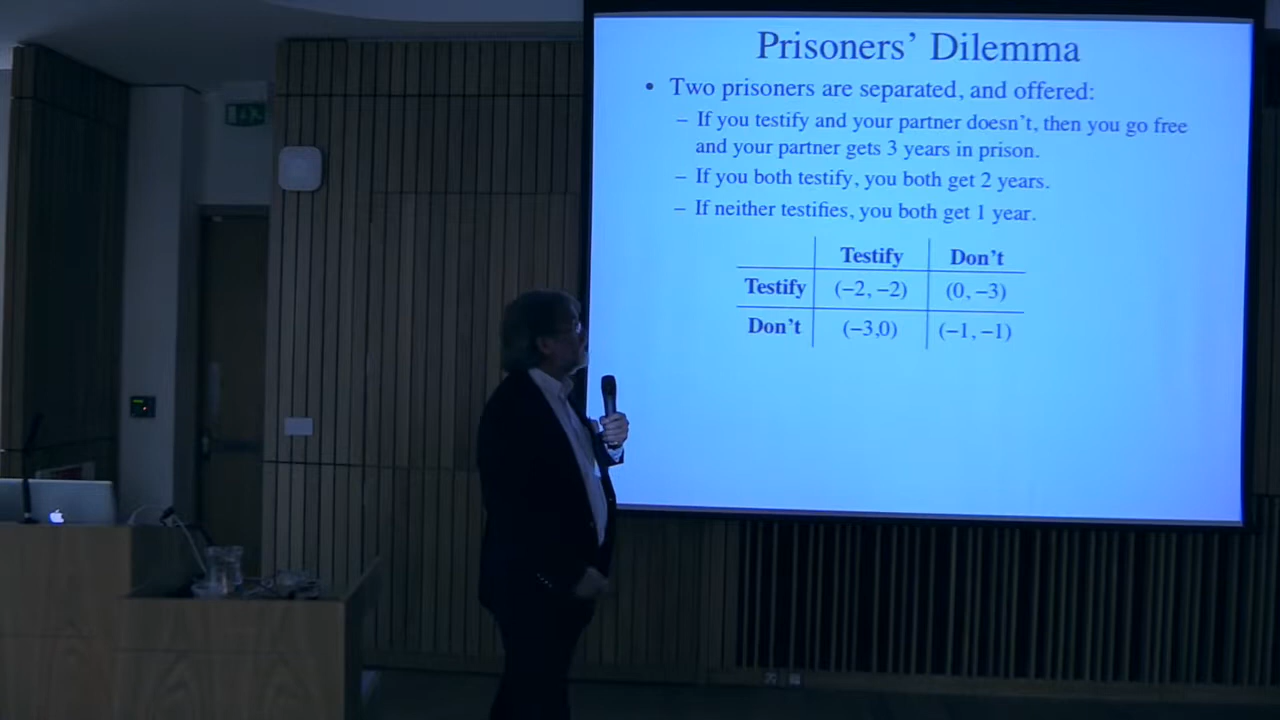 Prisoners' Dilemma
• Two prisoners are separated, and offered:
– If you testify and your partner doesn't, then you go free
and your partner gets 3 years in prison.
– If you both testify, you both get 2 years.
– If neither testifies, you both get 1 year.
Testify Don't
Testify (−2, −2) (0, −3)
Don't (−3,0) (−1, −1)